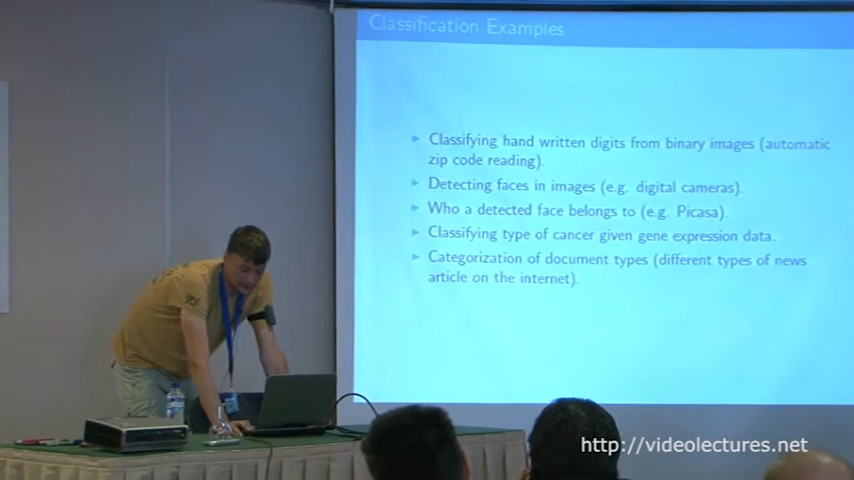 Classification Examples
Classifying hand written digits from binary images (automatic
zip code reading).
Detecting faces in images (e.g. digital cameras).
Who a detected face belongs to (e.g. Picasa).
Classifying type of cancer given gene expression data.
Categorization of document types (different types of news
article on the internet).
http://videolectures.net